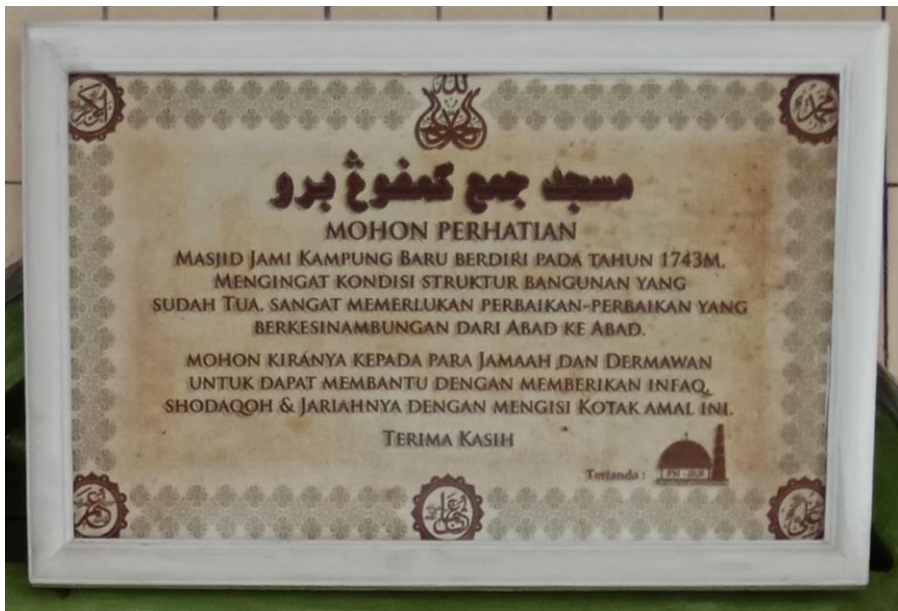 مسجد جمع كمڤوڠ برو
MOHON PERHATIAN
MASJID JAMI KAMPUNG BARU BERDIRI PADA TAHUN 1743M.
MENGINGAT KONDISI STRUKTUR BANGUNAN YANG
SUDAH TUA, SANGAT MEMERLUKAN PERBAIKAN-PERBAIKAN YANG
BERKESINAMBUNGAN DARI ABAD KE ABAD.
MOHON KIRANYA KEPADA PARA JAMAAH DAN DERMAWAN
UNTUK DAPAT MEMBANTU DENGAN MEMBERIKAN INFAQ,
SHODAQOH & JARIAHNYA DENGAN MENGISI KOTAK AMAL INI.
TERIMA KASIH
Tertanda :